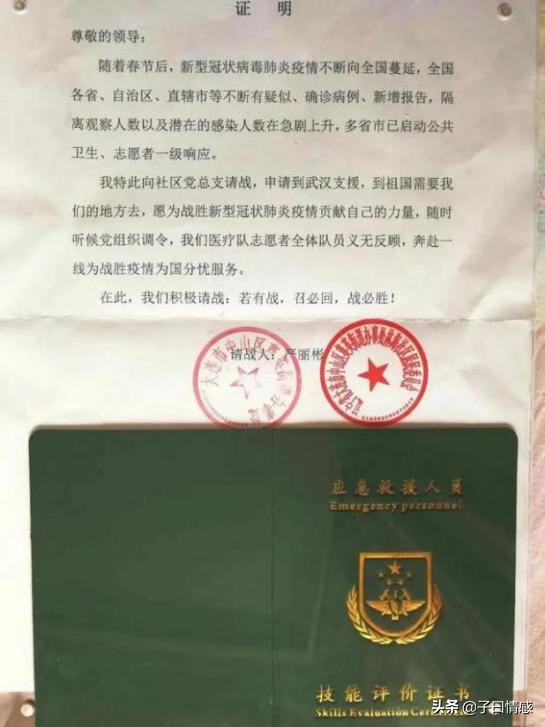 证 明
尊敬的领导：
随着春节后，新型冠状病毒肺炎疫情不断向全国蔓延，全国
各省、自治区、直辖市等不断有疑似、确诊病例、新增报告，隔
离观察人数以及潜在的感染人数在急剧上升，多省市已启动公共
卫生、志愿者一级响应。
我特此向社区党总支请战，申请到武汉支援，到祖国需要我
们的地方去，愿为战胜新型冠状肺炎疫情贡献自己的力量，随时
听候党组织调令，我们医疗队志愿者全体队员义无反顾，奔赴一
线为战胜疫情为国分忧服务。
在此，我们积极请战：若有战，召必回，战必胜！
请战人：严丽彬
大连市中山区
应急救援人员
Emergency personnel
技能评价证书
Skills Evaluation
头条 @子曰情感